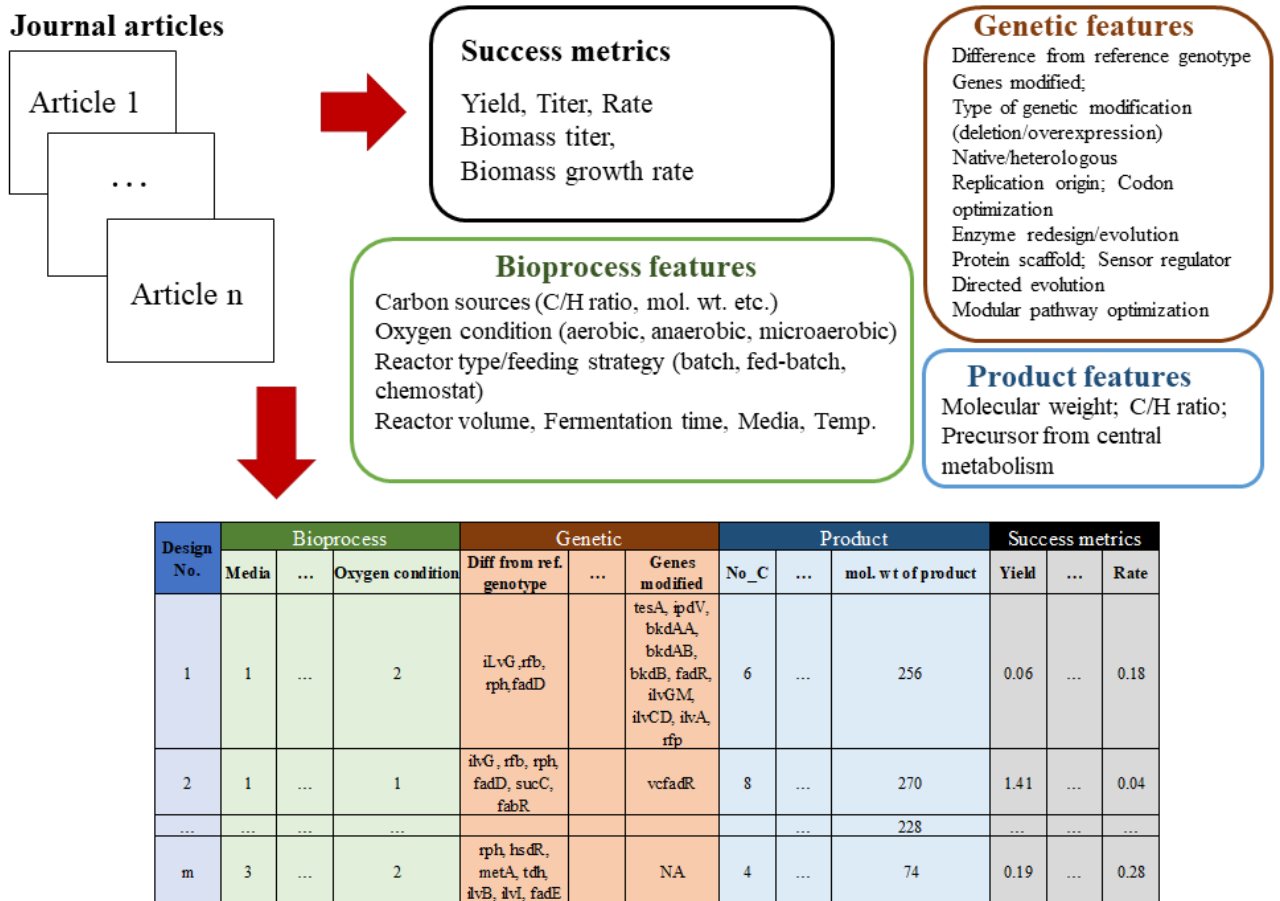 Journal articles
Article 1
...
Article n
Success metrics
Yield, Titer, Rate
Biomass titer,
Biomass growth rate
Genetic features
Difference from reference genotype
Genes modified;
Type of genetic modification
(deletion/overexpression)
Native/heterologous
Replication origin; Codon
optimization
Enzyme redesign/evolution
Protein scaffold; Sensor regulator
Directed evolution
Modular pathway optimization
Bioprocess features
Carbon sources (C/H ratio, mol. wt. etc.)
Oxygen condition (aerobic, anaerobic, microaerobic)
Reactor type/feeding strategy (batch, fed-batch,
chemostat)
Reactor volume, Fermentation time, Media, Temp.
Product features
Molecular weight; C/H ratio;
Precursor from central
metabolism
Design No. Bioprocess Genetic Product Success metrics
Media ... Oxygen condition Diff from ref. genotype ... Genes modified No_C ... mol. wt of product Yield ... Rate
1 1 ... 2 iLvG ,rfb, rph,fadD tesA, ipdV, bkdAA, bkdAB, bkdB, fadR, ilvGM, ilvCD, ilvA, rfp 6 ... 256 0.06 ... 0.18
2 1 ... 1 ilvG , rfb, rph, fadD, sucC, fabR vcfadR 8 ... 270 1.41 ... 0.04
... ... ... ... ... 228 ... ... ...
m 3 ... 2 rph, hsdR, metA, tdh, ilvB, ilvI, fadE NA 4 ... 74 0.19 ... 0.28